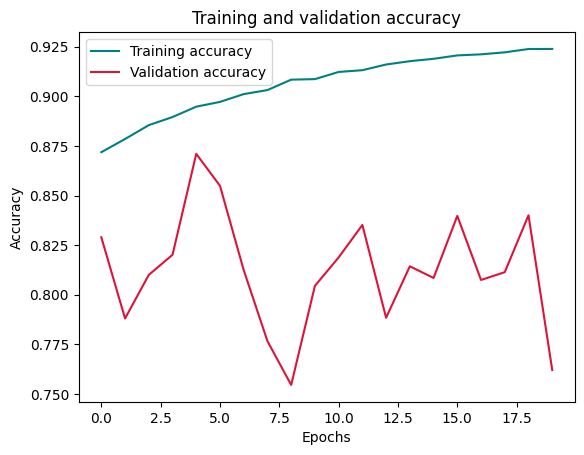 Training and validation accuracy
Training accuracy
Validation accuracy
0.925
0.900
0.875
0.850
0.825
0.800
0.775
0.750
Accuracy
0.0 2.5 5.0 7.5 10.0 12.5 15.0 17.5
Epochs